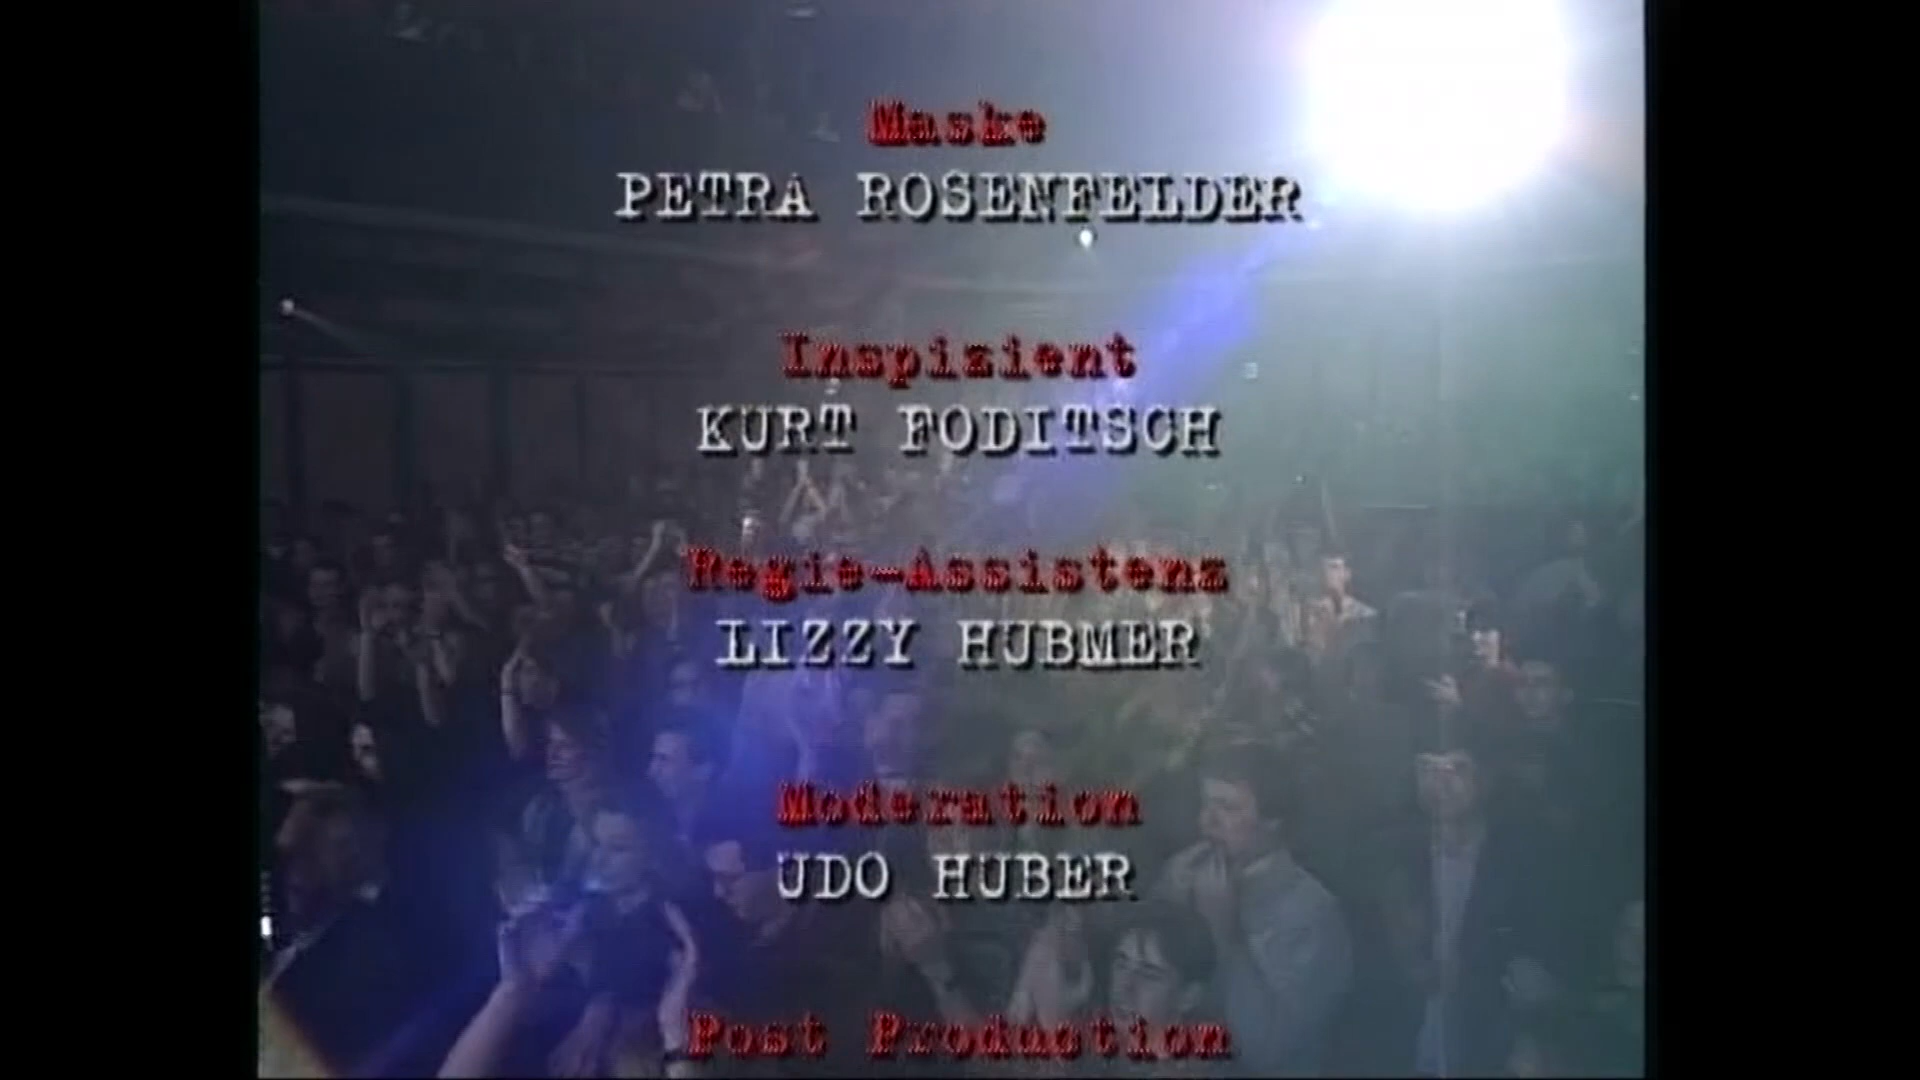 Maske
PETRA ROSENFELDER
Inspizient
KURT FODITSCH
Regie-Assistenz
LIZZY HUBMER
Moderation
UDO HUBER
Post Production